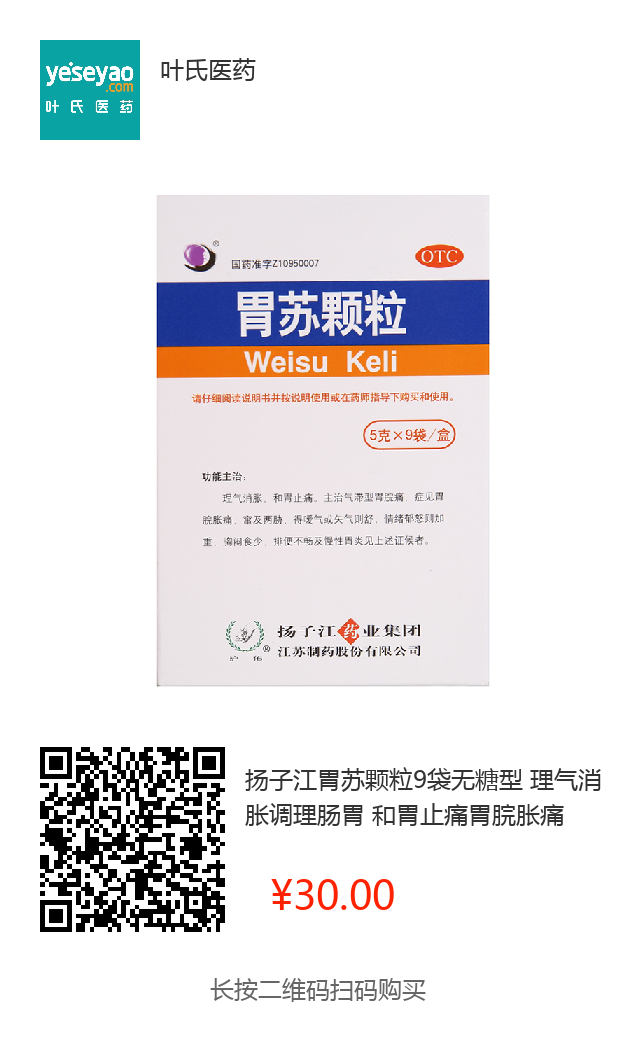 yeseyao
.com
叶氏医药
叶氏医药
®
国药准字Z10950007
OTC
胃苏颗粒
Weisu Keli
请仔细阅读说明书并按说明使用或在药师指导下购买和使用。
5克×9袋/盒
功能主治:
理气消胀，和胃止痛。主治气滞型胃脘痛，症见胃
脘胀痛，窜及两胁，得嗳气或矢气则舒，情绪郁怒则加
重，胸闷食少，排便不畅及慢性胃炎见上述证候者。
扬子江药业集团
江苏制药股份有限公司
护佑®
扬子江胃苏颗粒9袋无糖型 理气消
胀调理肠胃 和胃止痛胃脘胀痛
¥30.00
长按二维码扫码购买